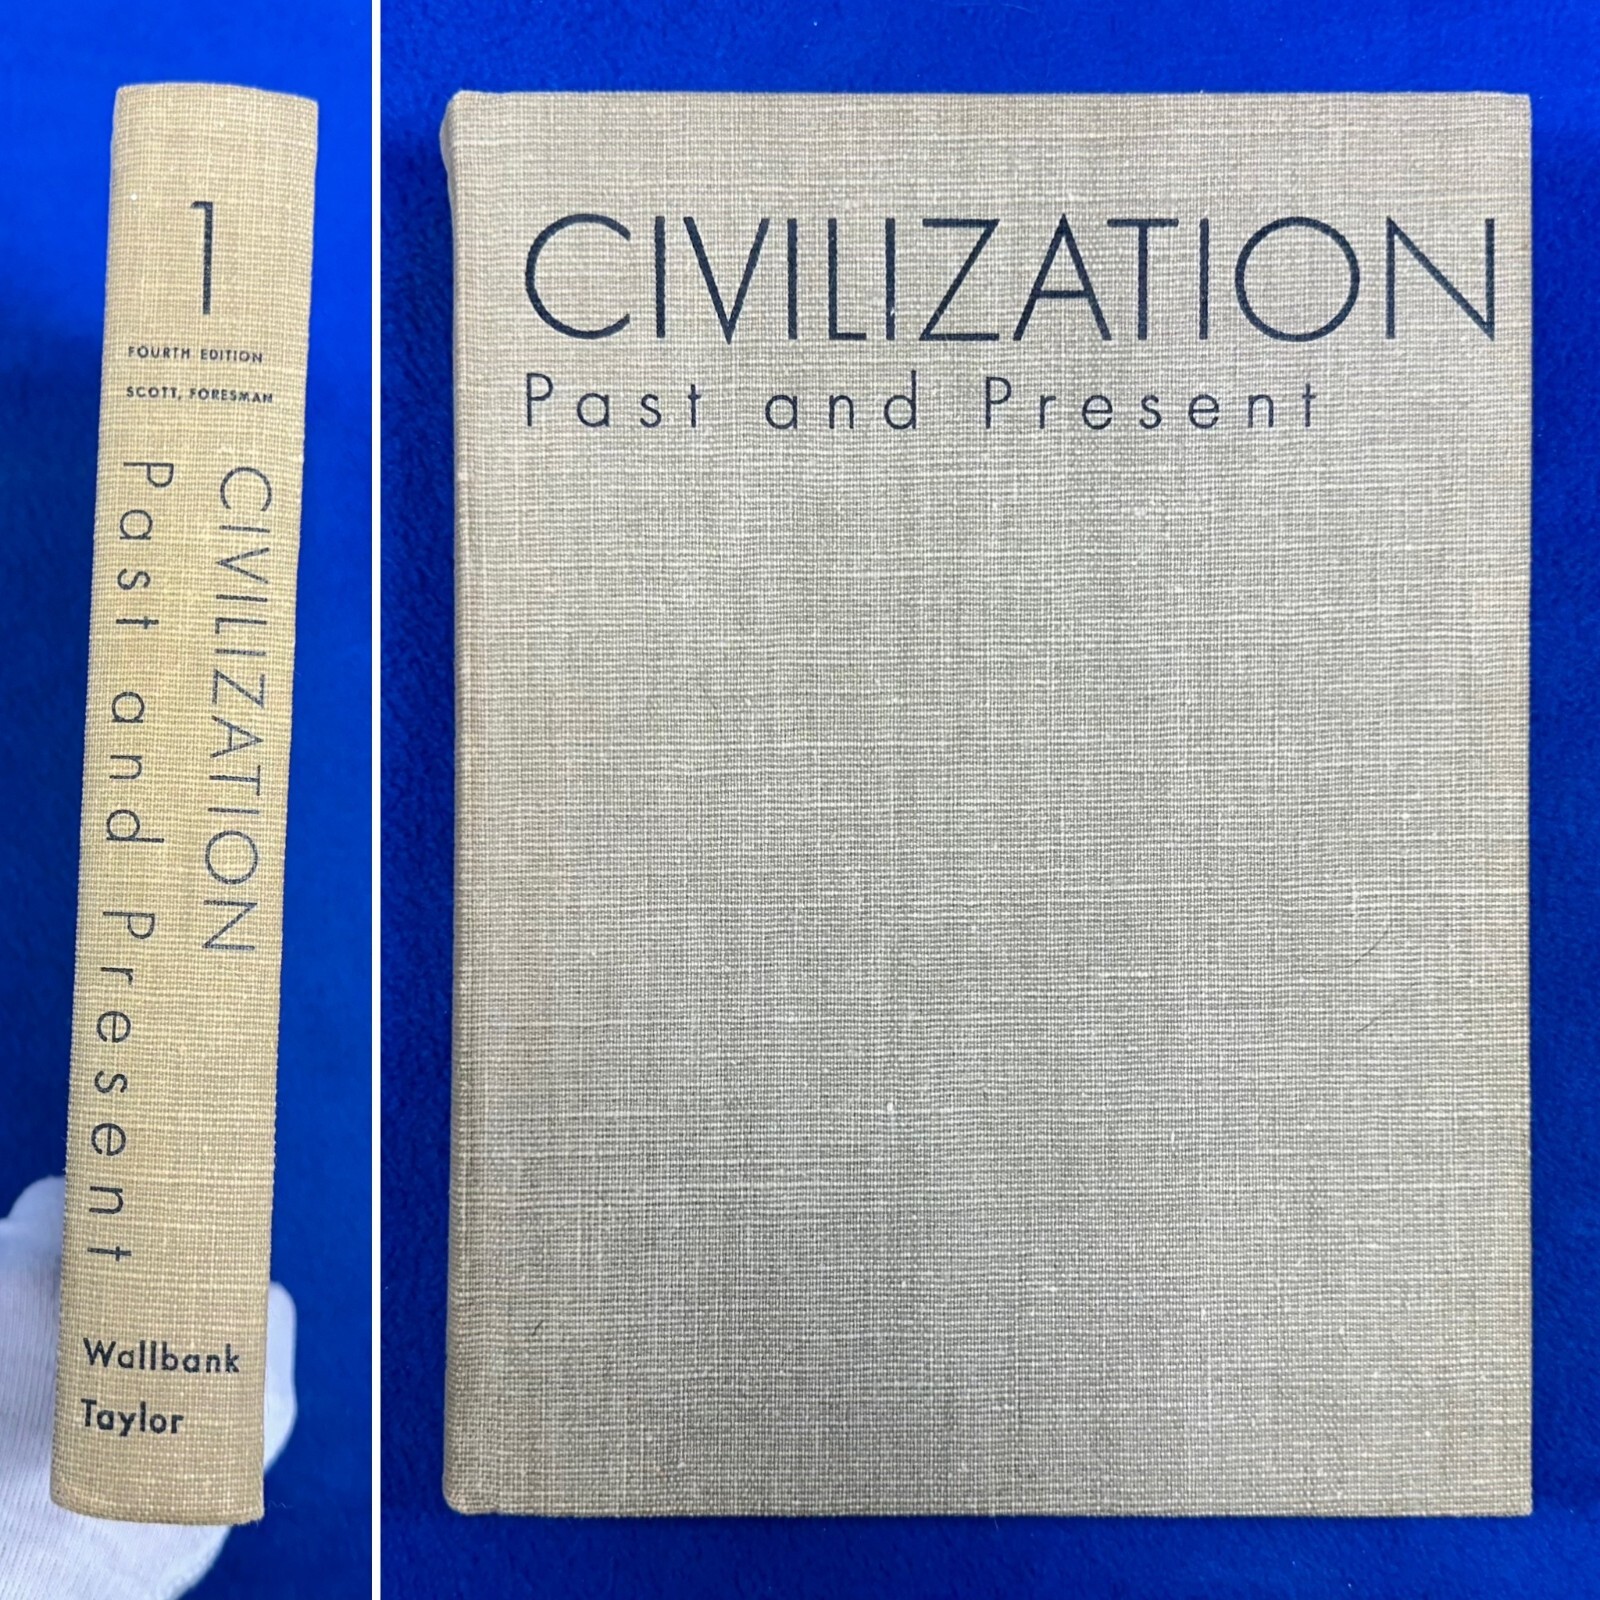 1
FOURTH EDITION
SCOTT, FORESMAN
CIVILIZATION
Past and Present
Wallbank
Taylor
CIVILIZATION
Past and Present